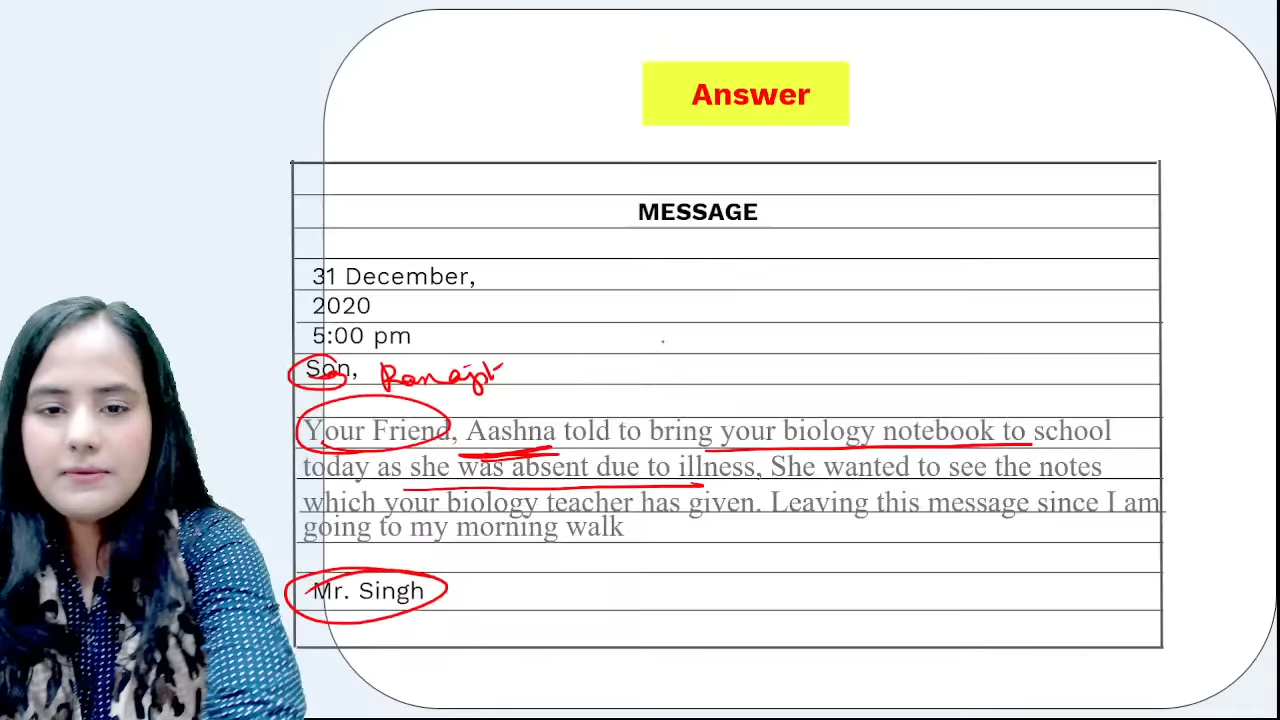 Answer
MESSAGE
31 December,
2020
5:00 pm
Son, Ranajit
Your Friend, Aashna told to bring your biology notebook to school
today as she was absent due to illness, She wanted to see the notes
which your biology teacher has given. Leaving this message since I am
going to my morning walk
Mr. Singh